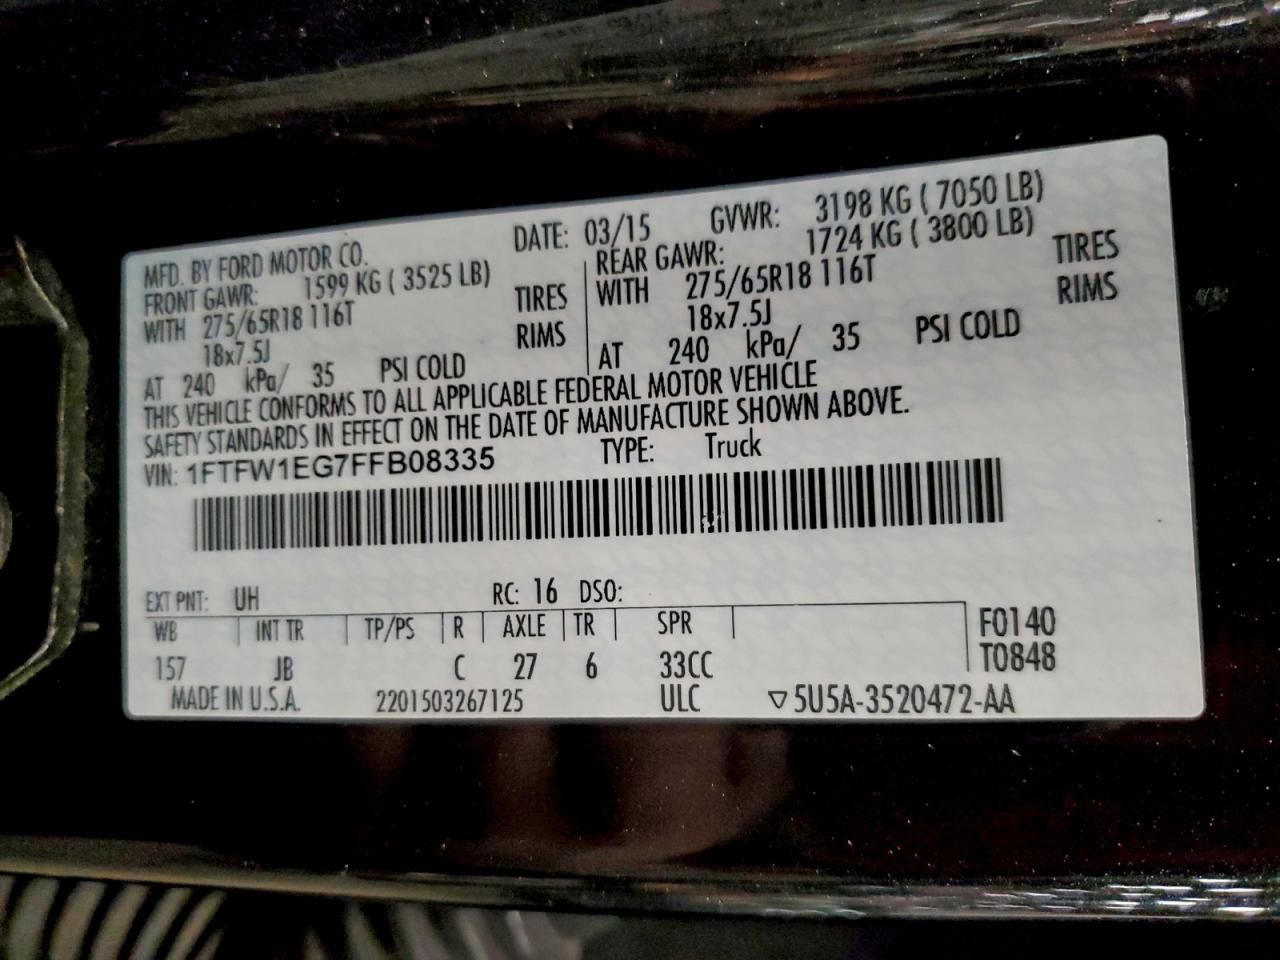 MFD. BY FORD MOTOR CO. DATE: 03/15 GVWR: 3198 KG ( 7050 LB)
FRONT GAWR: 1599 KG ( 3525 LB) REAR GAWR: 1724 KG ( 3800 LB)
WITH 275/65R18 116T TIRES WITH 275/65R18 116T TIRES
18x7.5J RIMS 18x7.5J RIMS
AT 240 kPa/ 35 PSI COLD AT 240 kPa/ 35 PSI COLD
THIS VEHICLE CONFORMS TO ALL APPLICABLE FEDERAL MOTOR VEHICLE
SAFETY STANDARDS IN EFFECT ON THE DATE OF MANUFACTURE SHOWN ABOVE.
VIN: 1FTFW1EG7FFB08335 TYPE: Truck
EXT PNT: UH RC: 16 DSO:
WB INT TR TP/PS R AXLE TR SPR F0140
157 JB C 27 6 33CC T0848
MADE IN U.S.A. 2201503267125 ULC ▽5U5A-3520472-AA